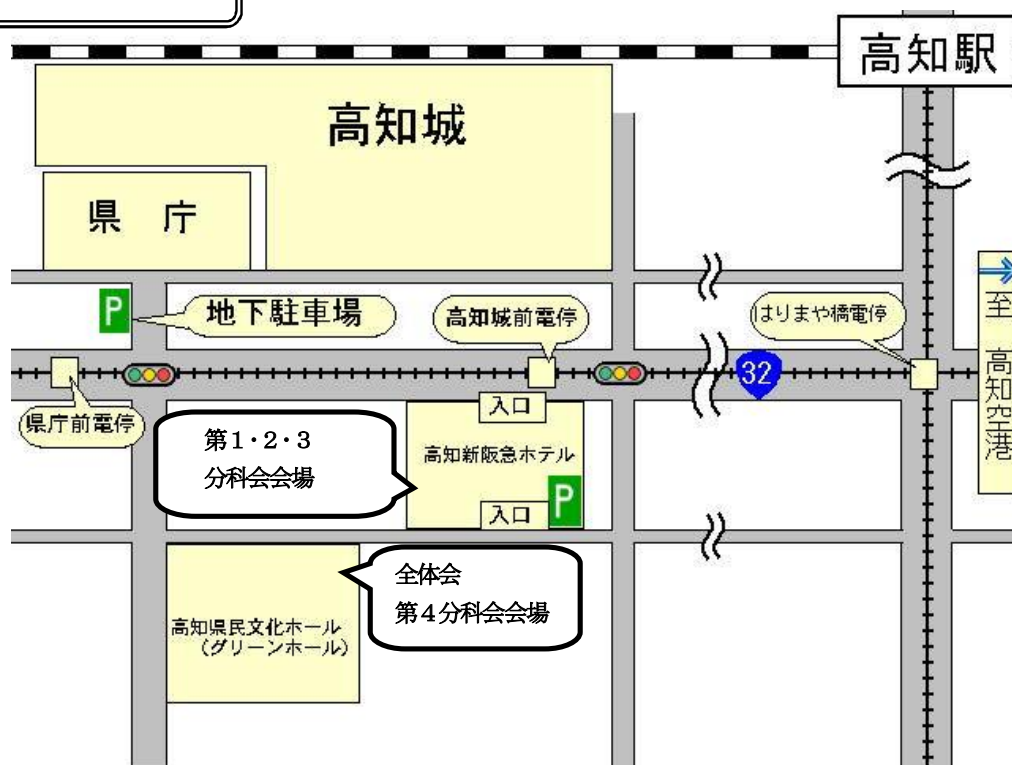 高知駅
高知城
県 庁
P
地下駐車場
高知城前電停
はりまや橋電停
至 高知空港
32
県庁前電停
第1・2・3
分科会会場
入口
高知新阪急ホテル
P
入口
全体会
第4分科会会場
高知県民文化ホール
(グリーンホール)